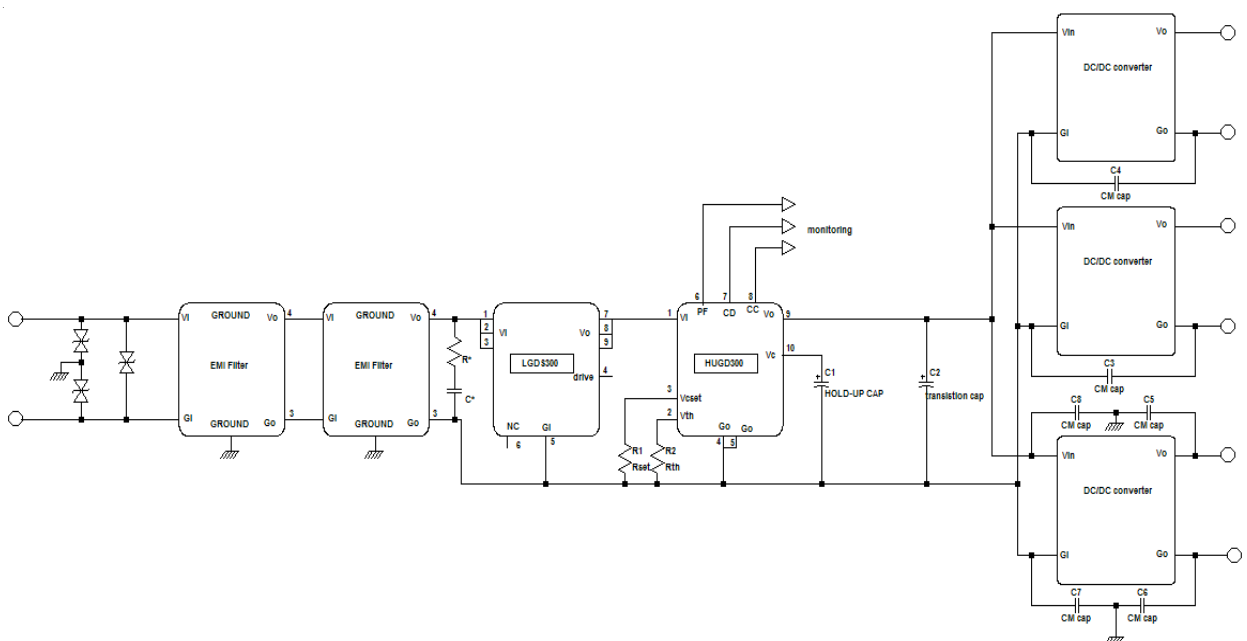 VIn
Vo
DC/DC converter
GI
Go
C4
CM cap
VIn
Vo
DC/DC converter
GI
Go
C3
CM cap
monitoring
6
7
8
PF
CD
CC
VI
GROUND
Vo
4
EMI Filter
GI
GROUND
Go
3
VI
GROUND
Vo
4
EMI Filter
GI
GROUND
Go
3
R*
C*
1
2
3
VI
7
8
9
Vo
LGDS300
drive
4
NC
6
GI
5
1
VI
Vo
9
Vc
10
HUGD300
3
Vcset
2
Vth
Go
Go
4
5
R1
Rset
R2
Rth
C1
HOLD-UP CAP
C2
transistion cap
C8
CM cap
C5
CM cap
VIn
Vo
DC/DC converter
GI
Go
C7
CM cap
C6
CM cap